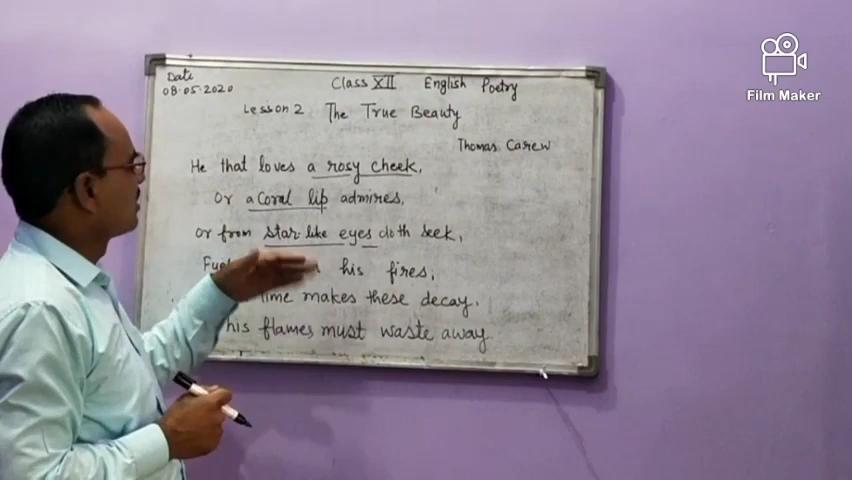 Date
08.05.2020
Class XII English Poetry
Lesson 2 The True Beauty
Thomas Carew
He that loves a rosy cheek,
Or a Coral lip admires,
Or from star-like eyes doth seek,
his fires;
time makes these decay,
his flames must waste away
Film Maker